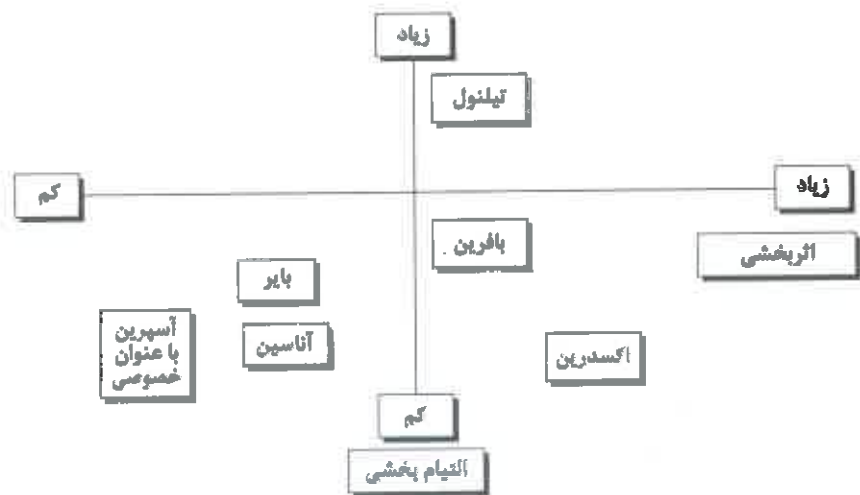 زیاد
تیلنول
زیاد
کم
بافرین
اثربخشی
بایر
آسپرین
با عنوان
خصوصی
آناسین
اکسدرین
کم
التیام بخشی